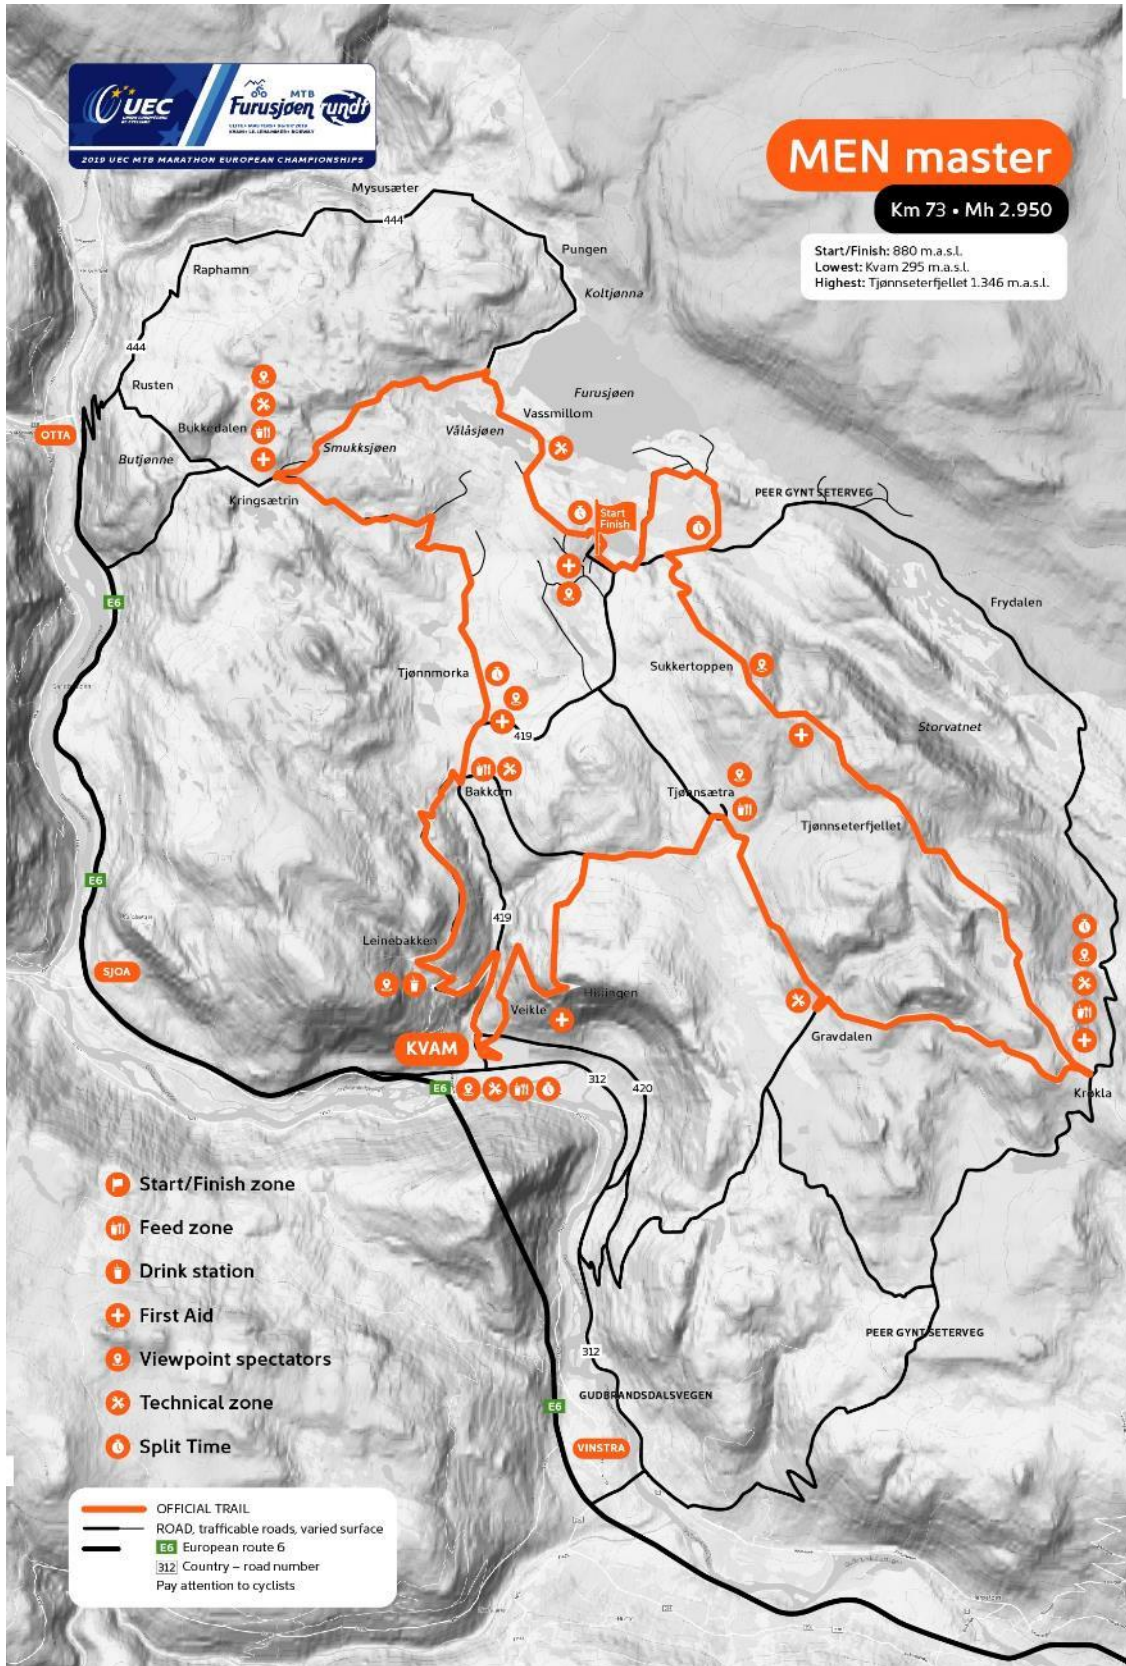 UEC
UNION EUROPÉENNE
DE CYCLISME
MTB
Furusjøen rundt
2019 UEC MTB MARATHON EUROPEAN CHAMPIONSHIPS
MEN master
Km 73 • Mh 2.950
Start/Finish: 880 m.a.s.l.
Lowest: Kvam 295 m.a.s.l.
Highest: Tjønnseterfjellet 1.346 m.a.s.l.
Mysusæter
444
Pungen
Raphamn
Koltjønna
444
Rusten
Furusjøen
Vassmillom
Bukkedalen
Vålåsjøen
OTTA
Smukksjøen
Butjønne
Kringsætrin
PEER GYNT SETERVEG
Start
Finish
E6
Frydalen
Tjønnmorka
Sukkertoppen
Storvatnet
419
Bakkom
Tjønnsætra
Tjønnseterfjellet
E6
419
Leinebakken
SJOA
Hillingen
Veikle
Gravdalen
KVAM
E6
312
420
Krøkla
Start/Finish zone
Feed zone
Drink station
First Aid
Viewpoint spectators
Technical zone
Split Time
PEER GYNT SETERVEG
312
GUDBRANDSDALSVEGEN
E6
VINSTRA
OFFICIAL TRAIL
ROAD, trafficable roads, varied surface
E6 European route 6
312 Country – road number
Pay attention to cyclists